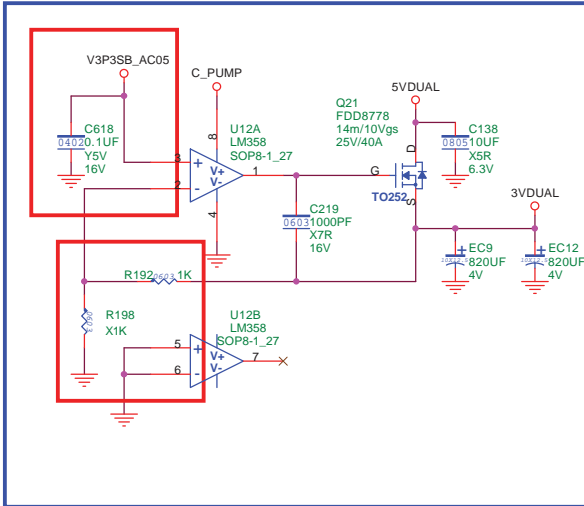 V3P3SB_AC05
C_PUMP
5VDUAL
Q21
FDD8778
14m/10Vgs
25V/40A
C618
0402
0.1UF
Y5V
16V
U12A
LM358
SOP8-1_27
8
3
+
V+
V-
2
-
1
4
D
G
S
TO252
C138
0805
10UF
X5R
6.3V
3VDUAL
C219
0603
1000PF
X7R
16V
EC9
820UF
4V
EC12
820UF
4V
+
+
R192
0603
1K
R198
0603
X1K
U12B
LM358
SOP8-1_27
5
+
V+
V-
6
-
7